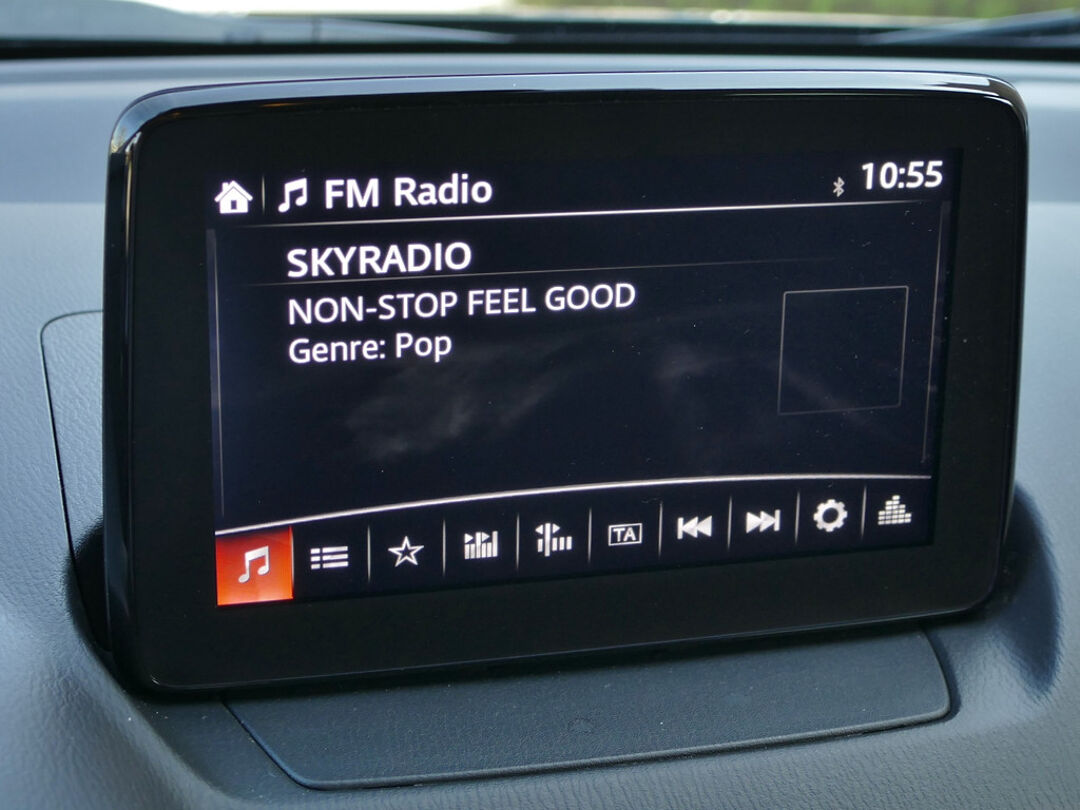 FM Radio
10:55
SKYRADIO
NON-STOP FEEL GOOD
Genre: Pop
TA